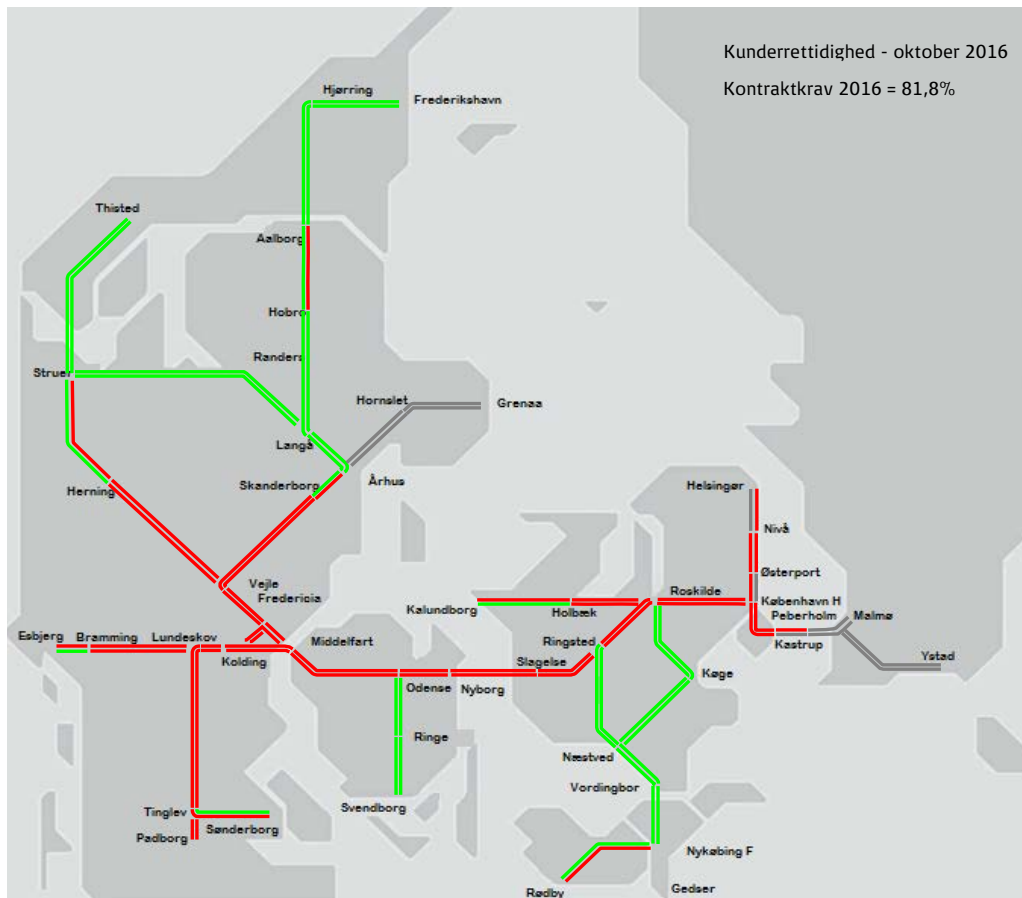 Kunderrettidighed - oktober 2016
Kontraktkrav 2016 = 81,8%
Hjørring
Frederikshavn
Thisted
Aalborg
Hobro
Randers
Struer
Hornslet
Grenaa
Langå
Århus
Skanderborg
Herning
Helsingør
Nivå
Østerport
Vejle
Fredericia
Roskilde
København H
Kalundborg
Holbæk
Peberholm
Malmø
Esbjerg
Bramming
Lundeskov
Middelfart
Ringsted
Kastrup
Kolding
Slagelse
Ystad
Køge
Odense
Nyborg
Ringe
Næstved
Vordingbor
Svendborg
Tinglev
Sønderborg
Padborg
Nykøbing F
Rødby
Gedser